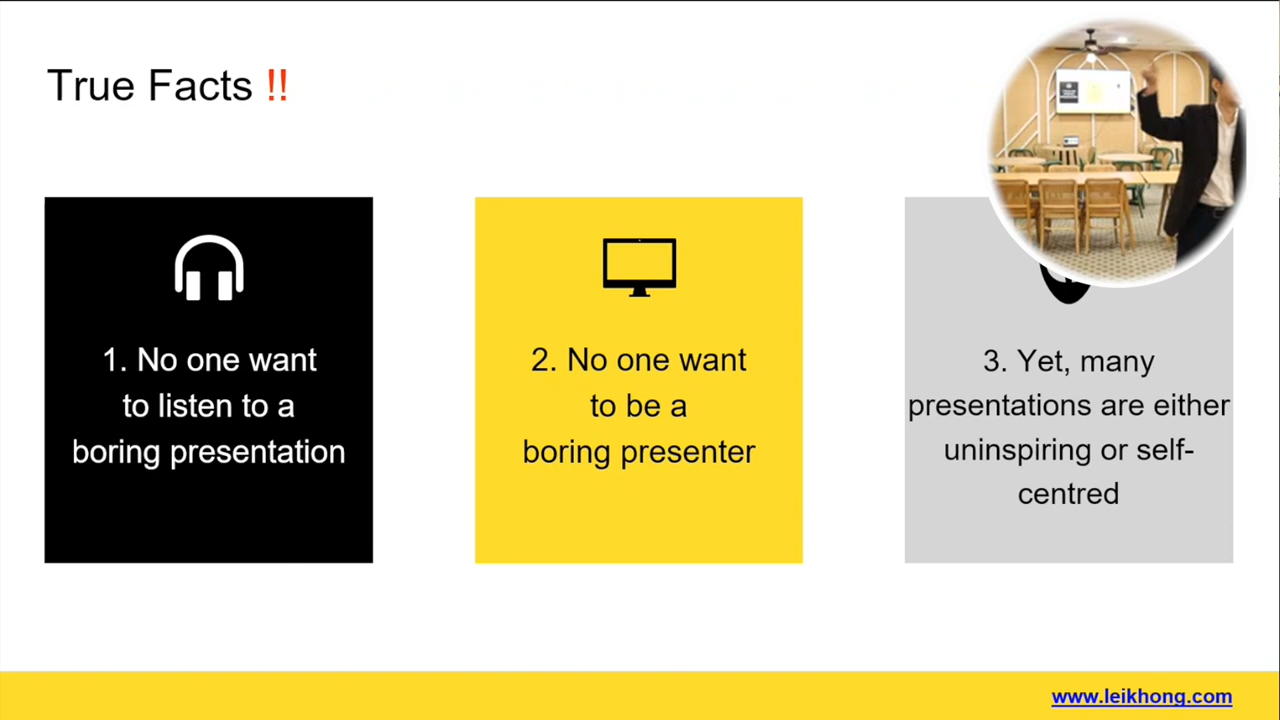 True Facts !!
1. No one want
to listen to a
boring presentation
2. No one want
to be a
boring presenter
3. Yet, many
presentations are either
uninspiring or self-
centred
www.leikhong.com